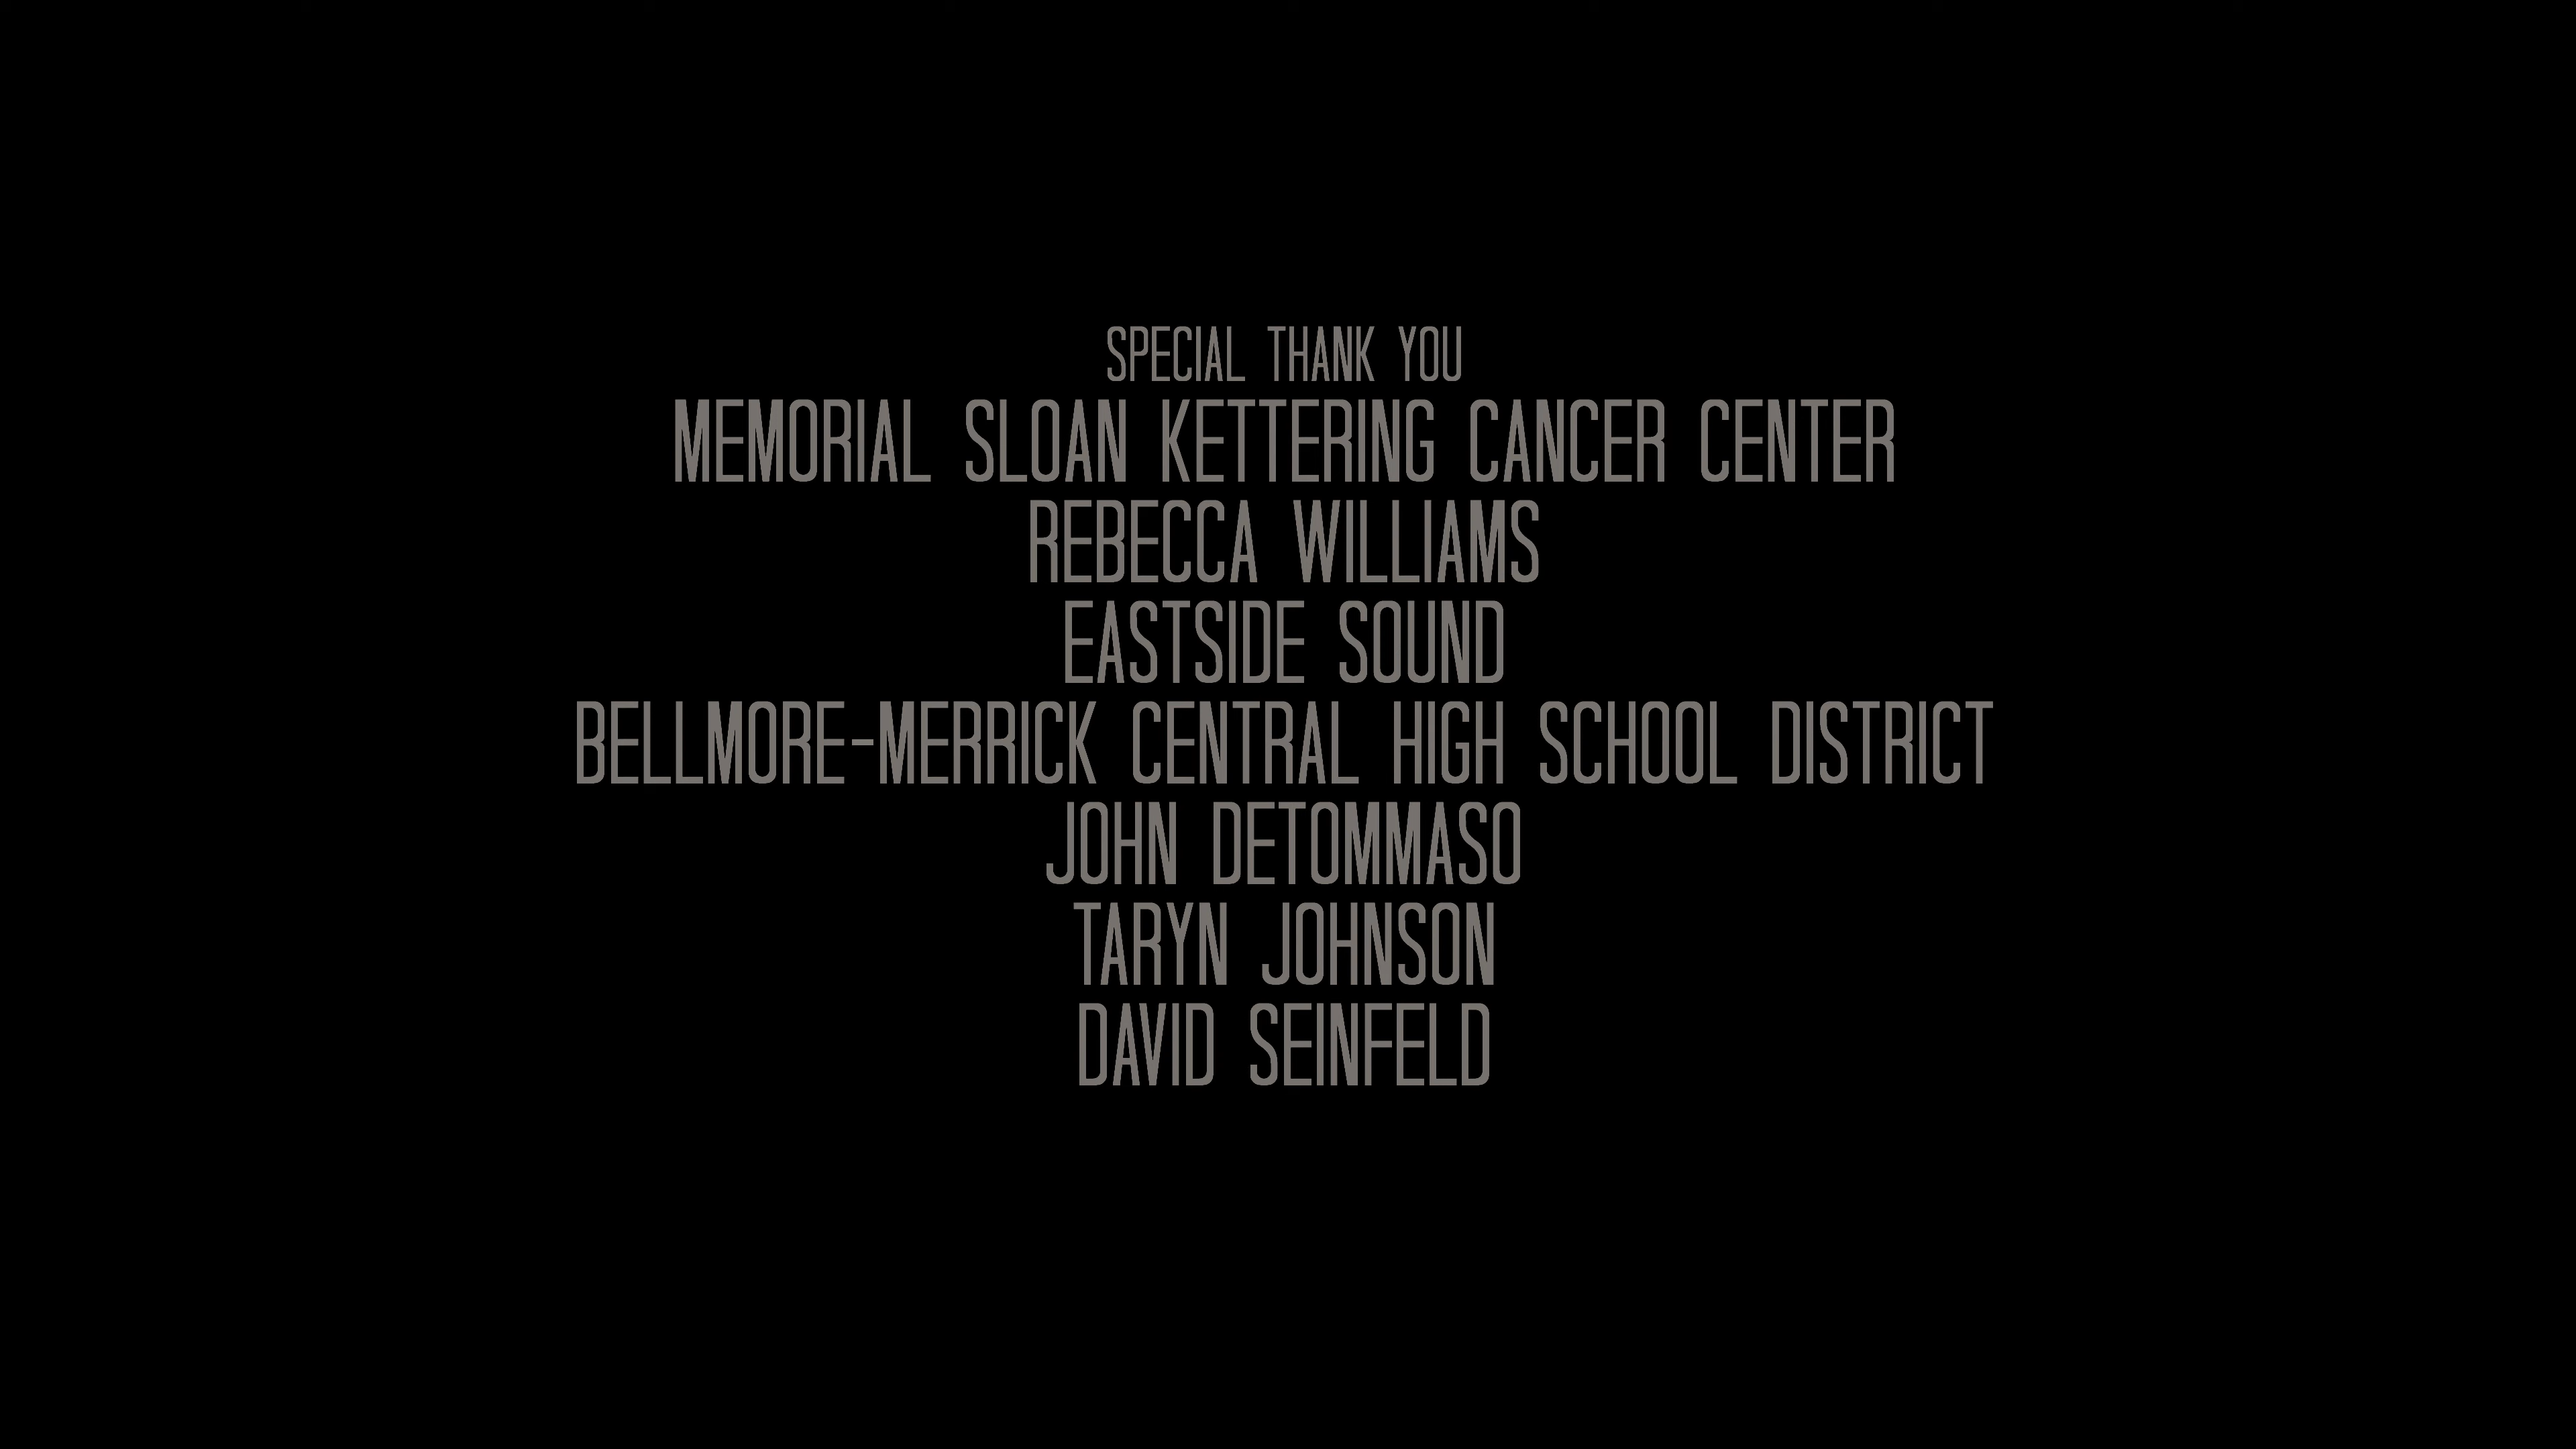 SPECIAL THANK YOU
MEMORIAL SLOAN KETTERING CANCER CENTER
REBECCA WILLIAMS
EASTSIDE SOUND
BELLMORE-MERRICK CENTRAL HIGH SCHOOL DISTRICT
JOHN DETOMMASO
TARYN JOHNSON
DAVID SEINFELD